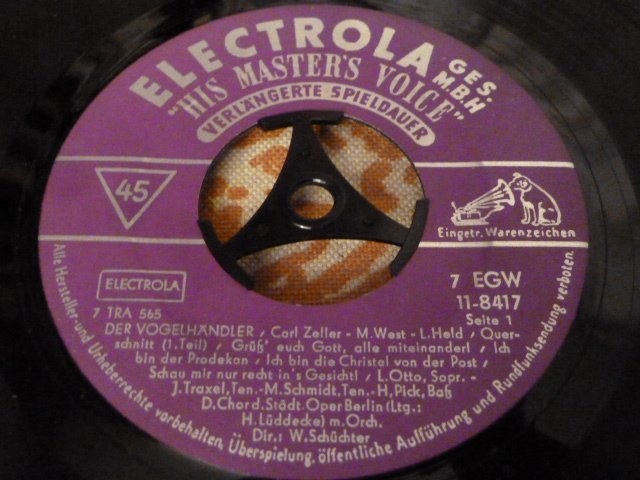 ELECTROLA GES. MBH
"HIS MASTER'S VOICE"
VERLÄNGERTE SPIELDAUER
45
Eingetr. Warenzeichen
ELECTROLA
7 EGW
11-8417
7 TRA 565
Seite 1
DER VOGELHÄNDLER / Carl Zeller - M. West - L. Held / Quer-
schnitt (1. Teil) / Grüß' euch Gott, alle miteinander! / Ich
bin der Prodekan / Ich bin die Christel von der Post /
Schau mir nur recht in's Gesicht! / L. Otto, Sopr. -
J. Traxel, Ten. - M. Schmidt, Ten. - H. Pick, Baß
D. Chor d. Städt. Oper Berlin (Ltg.:
H. Lüddecke) m. Orch.
Dir.: W. Schüchter
Alle Hersteller- und Urheberrechte vorbehalten, Überspielung, öffentliche Aufführung und Rundfunksendung verboten.